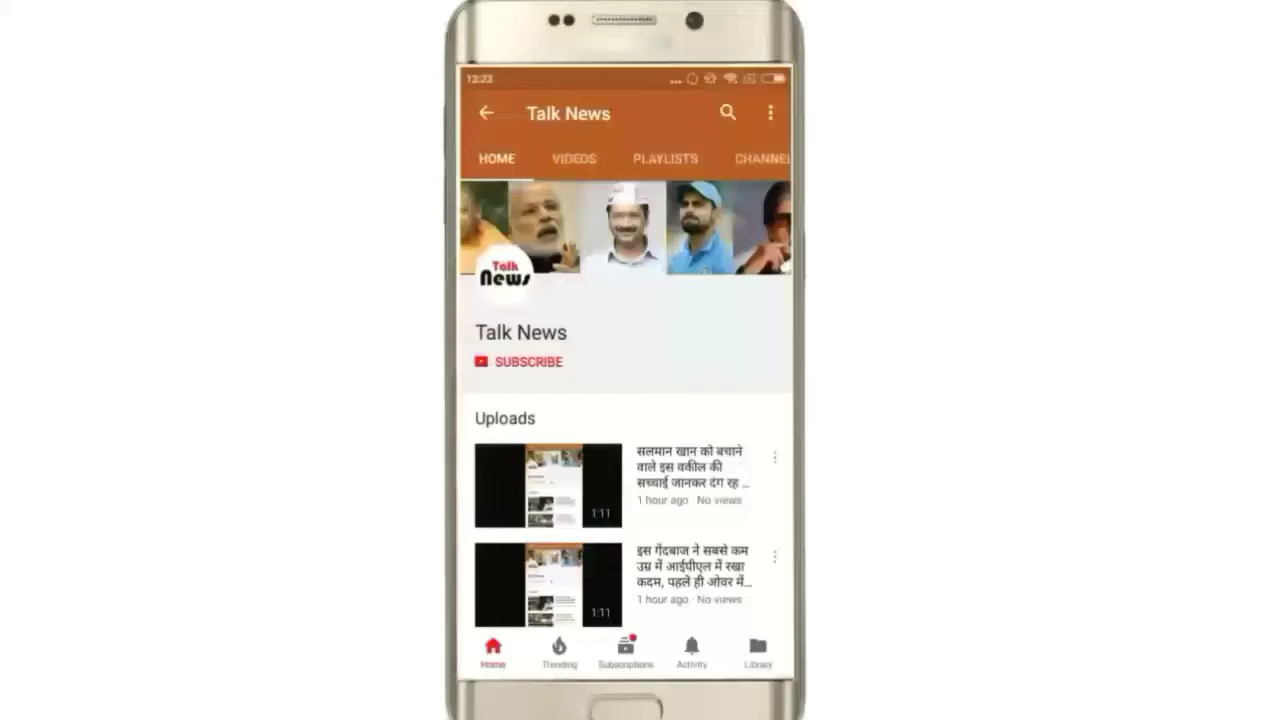 12:23
Talk News
HOME VIDEOS PLAYLISTS CHANNEL
Talk
News
Talk News
SUBSCRIBE
Uploads
सलमान खान को बचाने
वाले इस वकील की
सच्चाई जानकर दंग रह ...
1 hour ago · No views
1:11
इस गेंदबाज ने सबसे कम
उम्र में आईपीएल में रखा
कदम, पहले ही ओवर में...
1 hour ago · No views
1:11
Home Trending Subscriptions Activity Library